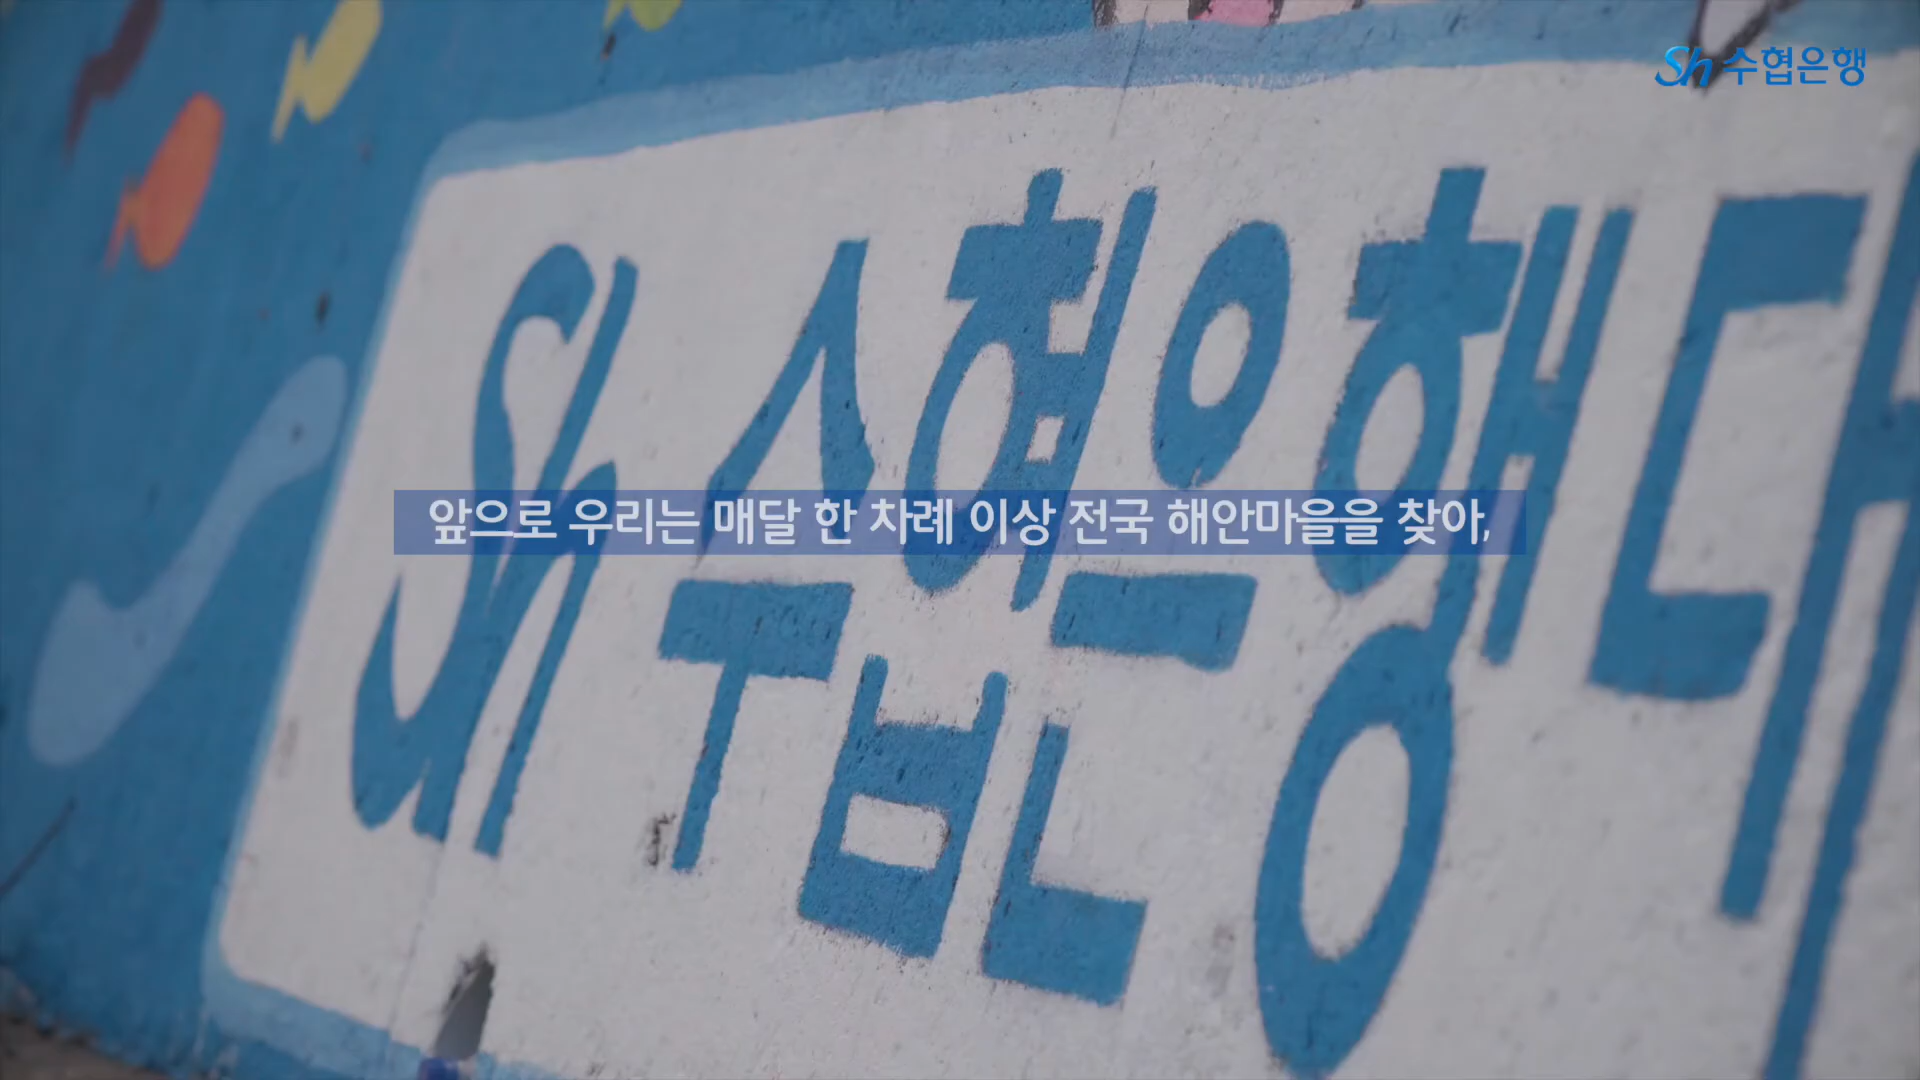 Sh수협은행
Sh 수협은행 대
앞으로 우리는 매달 한 차례 이상 전국 해안마을을 찾아,